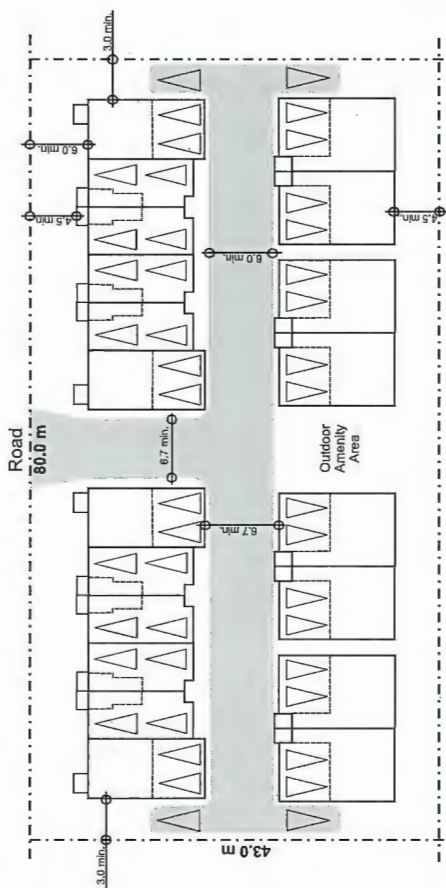 3.0 min.
6.0 min.
4.5 min.
Road
80.0 m
6.0 min.
6.7 min.
6.7 min.
4.5 min.
Outdoor
Amenity
Area
3.0 min.
43.0 m